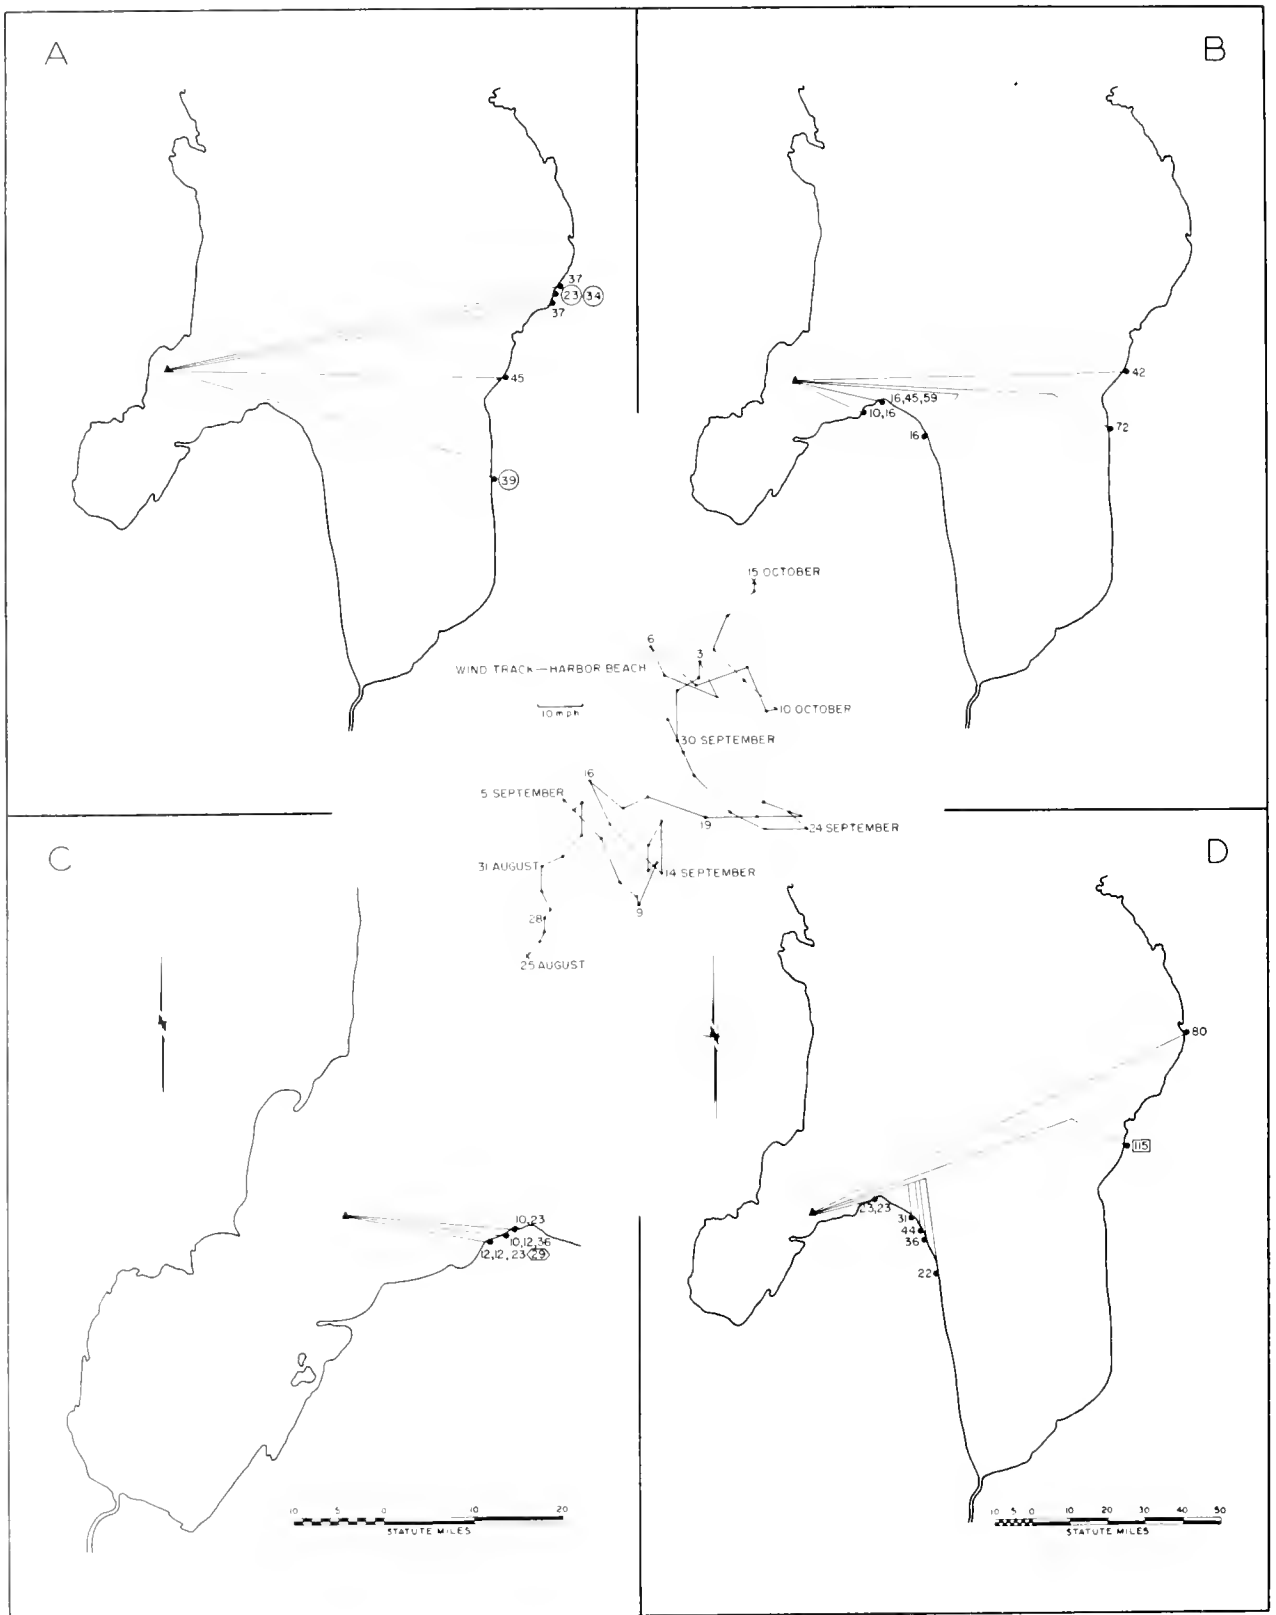 A
37
23 34
37
45
39
B
42
16,45,59
10,16
16
72
15 OCTOBER
6
3
WIND TRACK—HARBOR BEACH
10 mph
10 OCTOBER
30 SEPTEMBER
16
5 SEPTEMBER
19
24 SEPTEMBER
31 AUGUST
14 SEPTEMBER
28
9
25 AUGUST
C
10,23
10,12,36
12,12,23 29
10 5 0 10 20
STATUTE MILES
D
80
115
23,23
31
44
36
22
10 5 0 10 20 30 40 50
STATUTE MILES